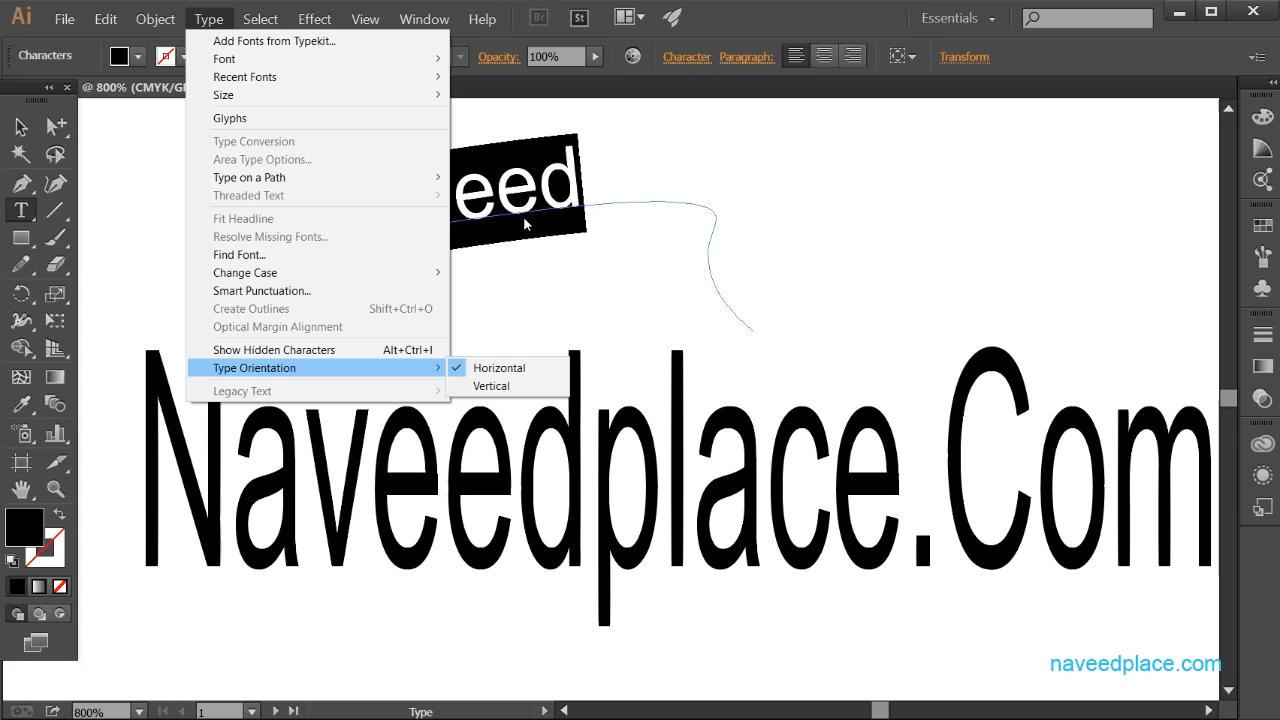 Ai File Edit Object Type Select Effect View Window Help Br St Essentials
Characters Opacity: 100% Character Paragraph: Transform
@ 800% (CMYK/G
Add Fonts from Typekit...
Font
Recent Fonts
Size
Glyphs
Type Conversion
Area Type Options...
Type on a Path
Threaded Text
Fit Headline
Resolve Missing Fonts...
Find Font...
Change Case
Smart Punctuation...
Create Outlines Shift+Ctrl+O
Optical Margin Alignment
Show Hidden Characters Alt+Ctrl+I
Type Orientation
Legacy Text
Horizontal
Vertical
eed
Naveedplace.Com
naveedplace.com
800% 1 Type